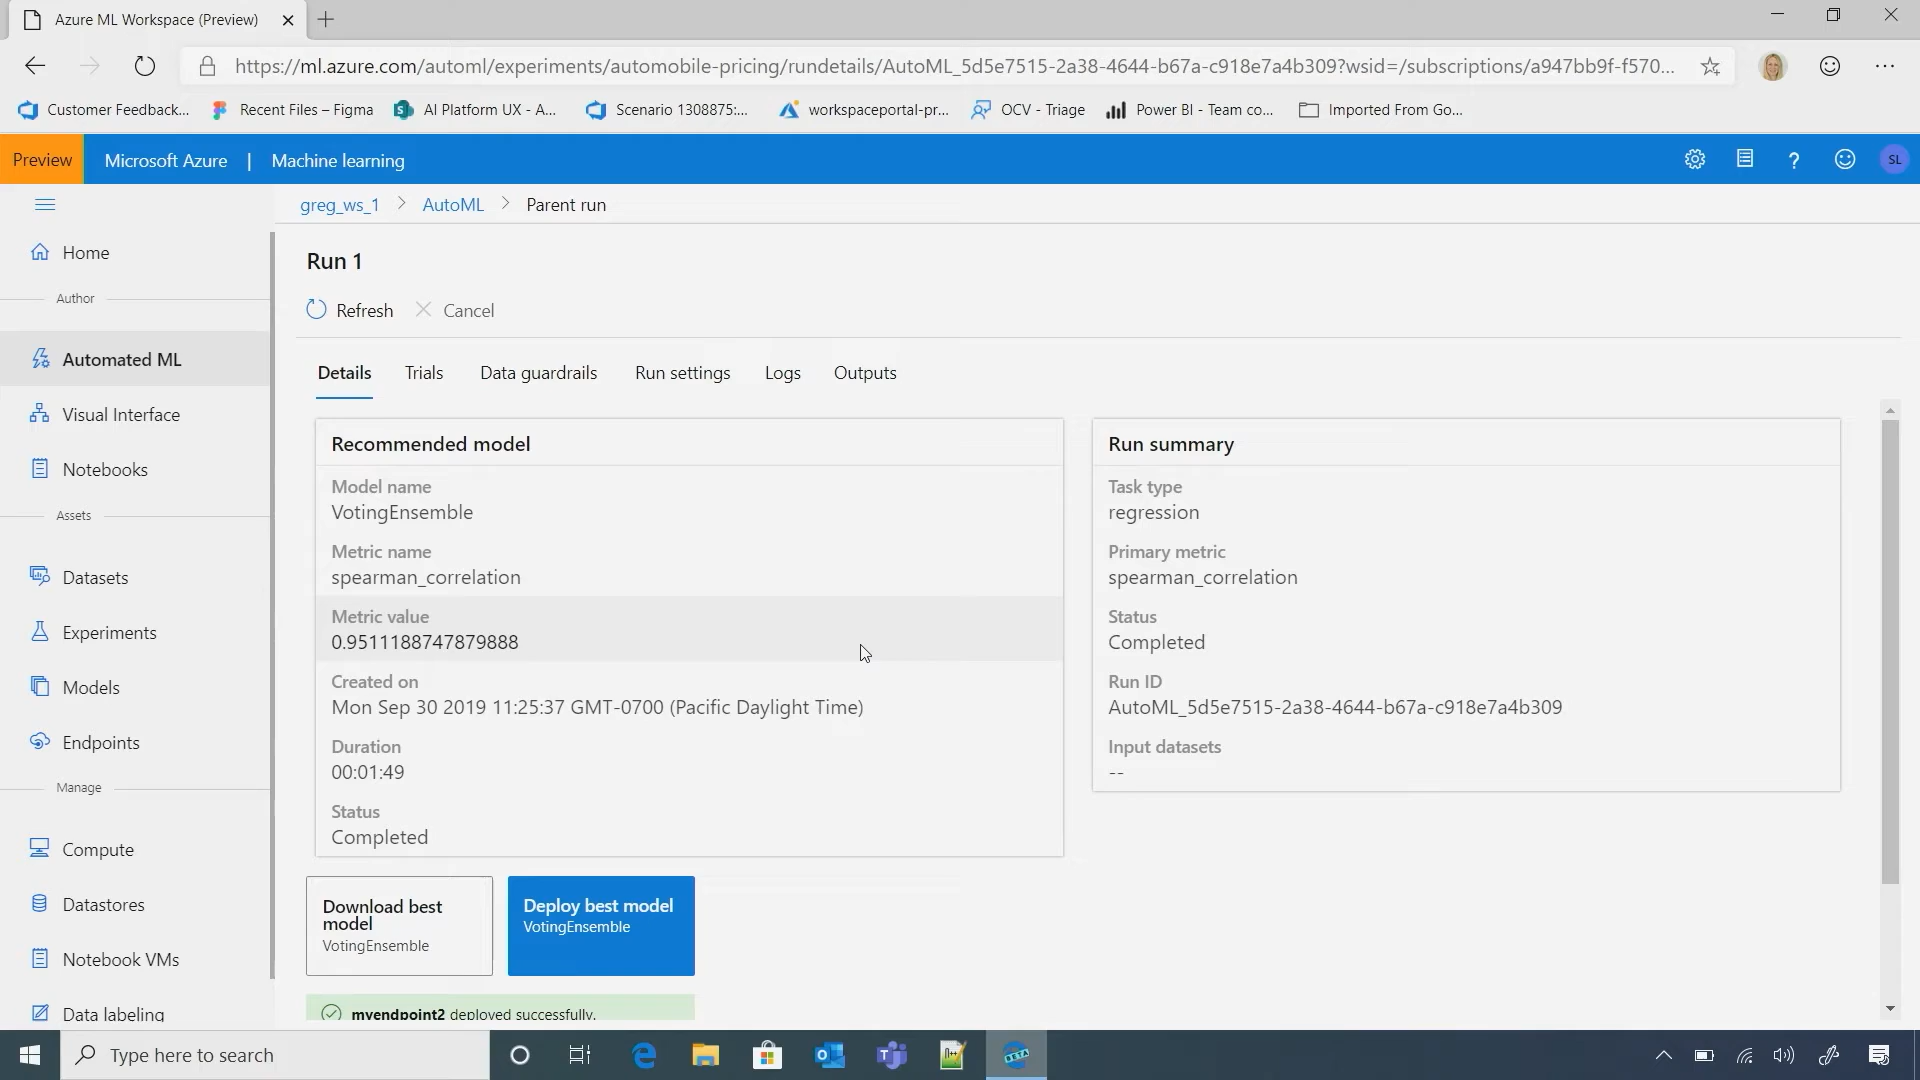 Azure ML Workspace (Preview)
https://ml.azure.com/automl/experiments/automobile-pricing/rundetails/AutoML_5d5e7515-2a38-4644-b67a-c918e7a4b309?wsid=/subscriptions/a947bb9f-f570...
Customer Feedback...
Recent Files – Figma
AI Platform UX - A...
Scenario 1308875:...
workspaceportal-pr...
OCV - Triage
Power BI - Team co...
Imported From Go...
Preview
Microsoft Azure | Machine learning
?
SL
greg_ws_1 > AutoML > Parent run
Home
Author
Automated ML
Visual Interface
Notebooks
Assets
Datasets
Experiments
Models
Endpoints
Manage
Compute
Datastores
Notebook VMs
Data labeling
Run 1
Refresh
Cancel
Details
Trials
Data guardrails
Run settings
Logs
Outputs
Recommended model
Model name
VotingEnsemble
Metric name
spearman_correlation
Metric value
0.9511188747879888
Created on
Mon Sep 30 2019 11:25:37 GMT-0700 (Pacific Daylight Time)
Duration
00:01:49
Status
Completed
Run summary
Task type
regression
Primary metric
spearman_correlation
Status
Completed
Run ID
AutoML_5d5e7515-2a38-4644-b67a-c918e7a4b309
Input datasets
--
Download best
model
VotingEnsemble
Deploy best model
VotingEnsemble
myendpoint2 deployed successfully.
Type here to search
BETA